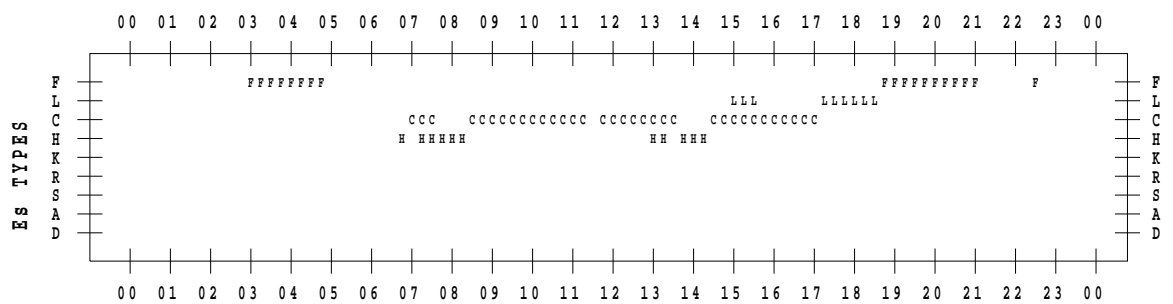 00 01 02 03 04 05 06 07 08 09 10 11 12 13 14 15 16 17 18 19 20 21 22 23 00
F FFFFFFFF FFFFFFFFFF F F
L LLL LLLLLL L
C CCC CCCCCCCCCCCC CCCCCCCC CCCCCCCCCCC C
H H HHHHH HH HHH H
K K
R R
S S
A A
D D
Es TYPES
00 01 02 03 04 05 06 07 08 09 10 11 12 13 14 15 16 17 18 19 20 21 22 23 00